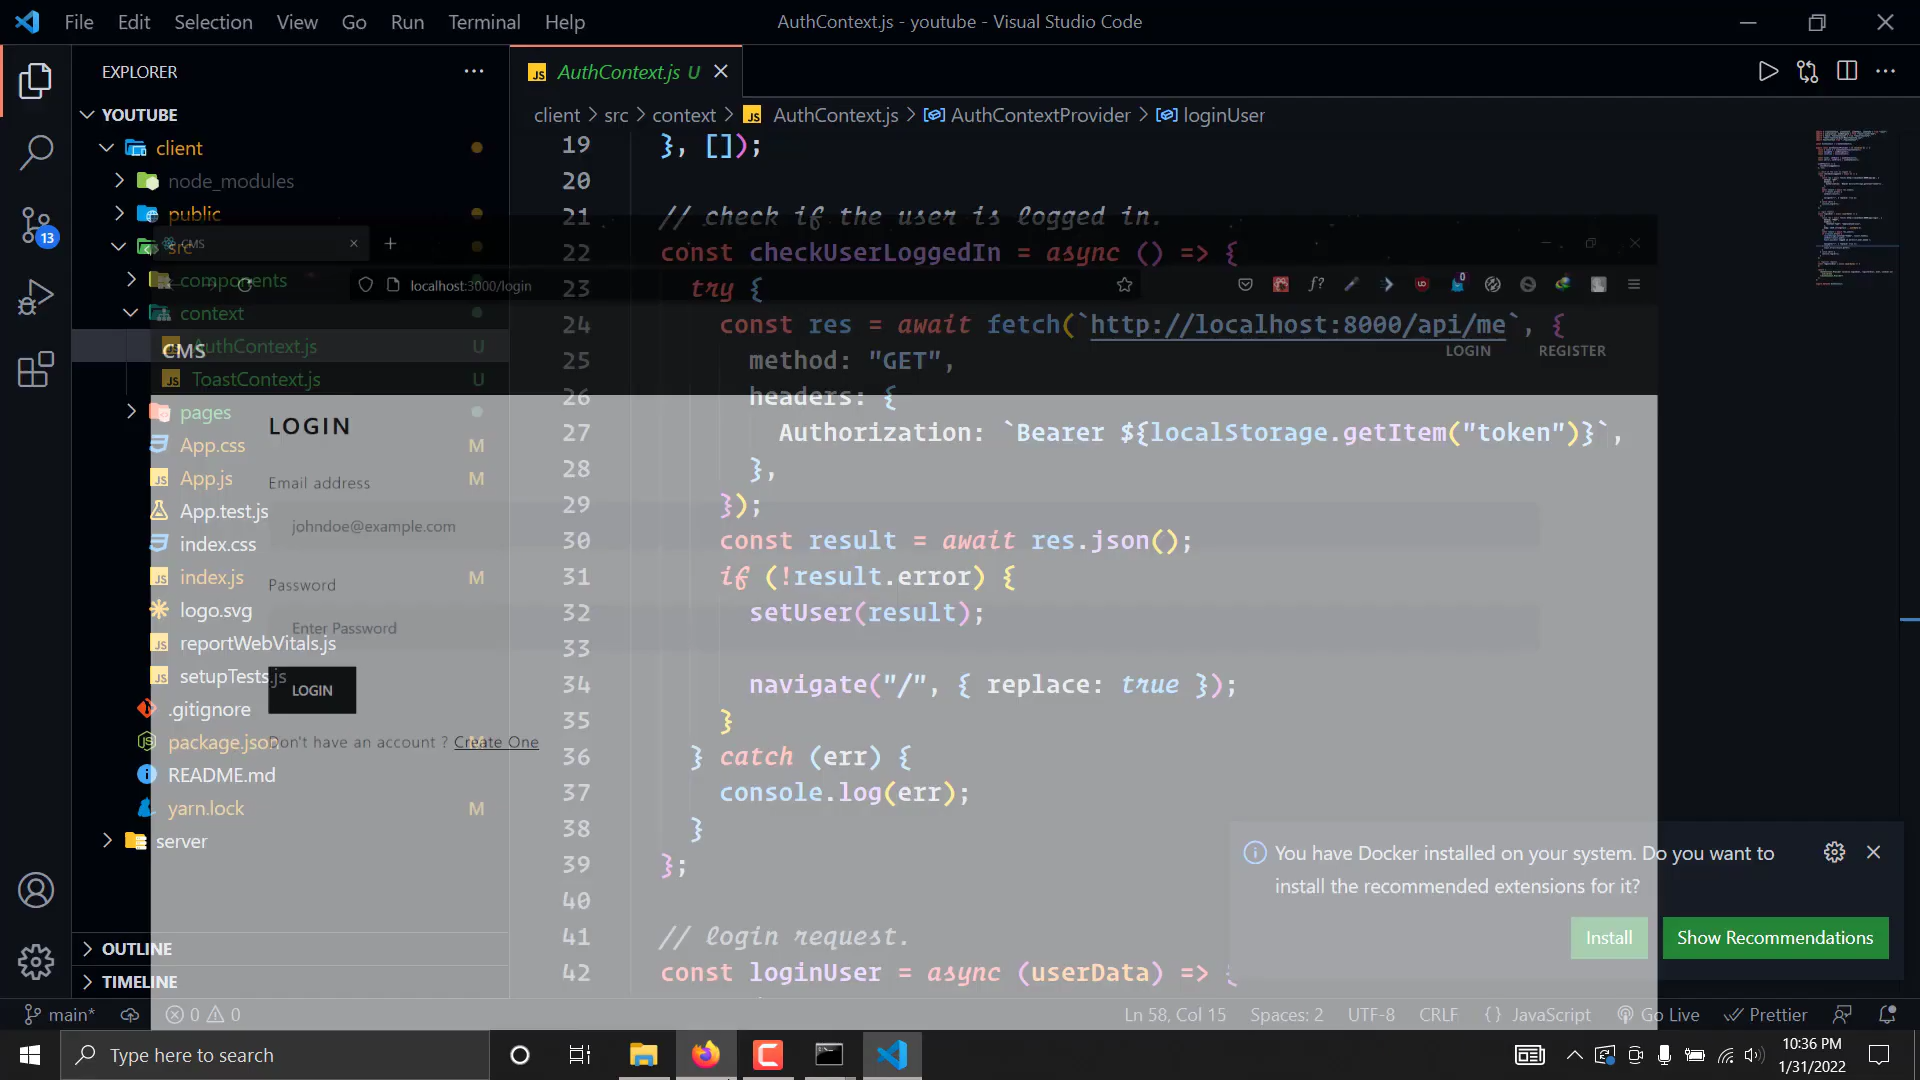 File Edit Selection View Go Run Terminal Help
AuthContext.js - youtube - Visual Studio Code
EXPLORER
YOUTUBE
client
node_modules
public
src
components
context
AuthContext.js U
ToastContext.js U
pages
App.css M
App.js M
App.test.js
index.css
index.js M
logo.svg
reportWebVitals.js
setupTests.js
.gitignore
package.json M
README.md
yarn.lock M
server
OUTLINE
TIMELINE
13
AuthContext.js U
client > src > context > AuthContext.js > AuthContextProvider > loginUser
19 }, []);
20
21 // check if the user is logged in.
22 const checkUserLoggedIn = async () => {
23 try {
24 const res = await fetch(`http://localhost:8000/api/me`, {
25 method: "GET",
26 headers: {
27 Authorization: `Bearer ${localStorage.getItem("token")}`,
28 },
29 });
30 const result = await res.json();
31 if (!result.error) {
32 setUser(result);
33
34 navigate("/", { replace: true });
35 }
36 } catch (err) {
37 console.log(err);
38 }
39 };
40
41 // login request.
42 const loginUser = async (userData) => {
CMS
localhost:3000/login
f?
0
CMS
LOGIN REGISTER
LOGIN
Email address
johndoe@example.com
Password
Enter Password
LOGIN
Don't have an account ? Create One
You have Docker installed on your system. Do you want to
install the recommended extensions for it?
Install Show Recommendations
main* 0 0 Ln 58, Col 15 Spaces: 2 UTF-8 CRLF {} JavaScript Go Live Prettier
Type here to search
10:36 PM
1/31/2022